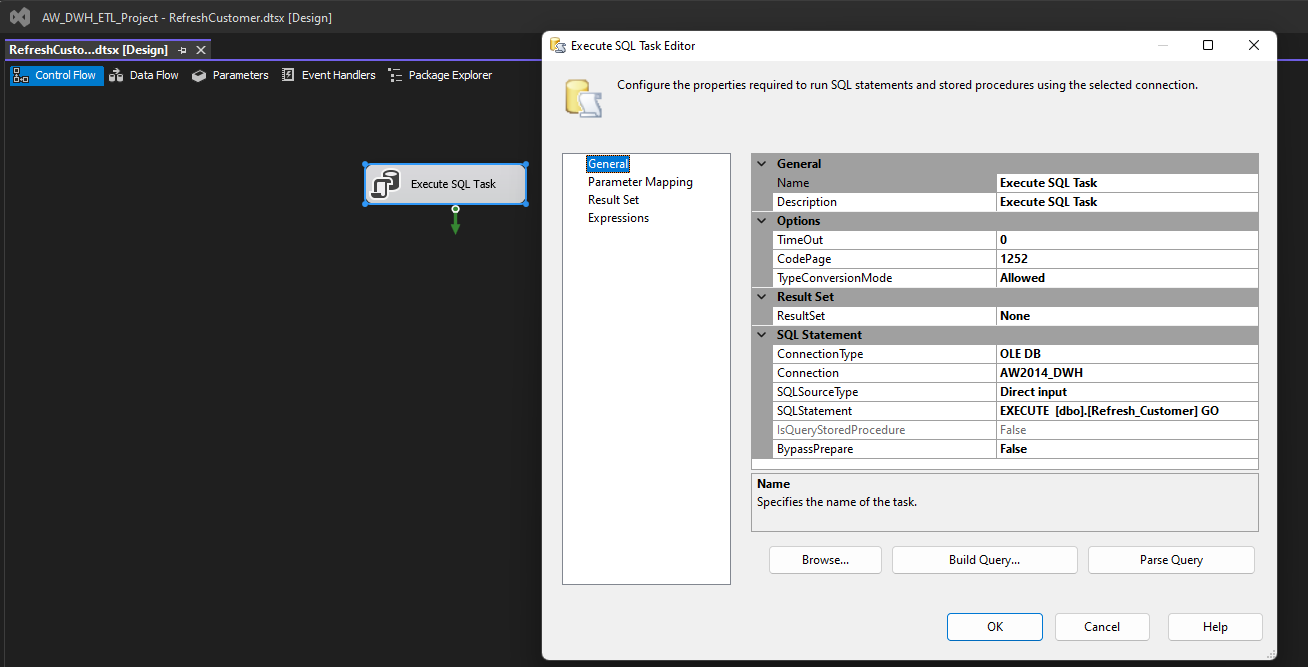 AW_DWH_ETL_Project - RefreshCustomer.dtsx [Design]
RefreshCusto...dtsx [Design]
Control Flow Data Flow Parameters Event Handlers Package Explorer
Execute SQL Task
Execute SQL Task Editor
Configure the properties required to run SQL statements and stored procedures using the selected connection.
General
Parameter Mapping
Result Set
Expressions
General
Name Execute SQL Task
Description Execute SQL Task
Options
TimeOut 0
CodePage 1252
TypeConversionMode Allowed
Result Set
ResultSet None
SQL Statement
ConnectionType OLE DB
Connection AW2014_DWH
SQLSourceType Direct input
SQLStatement EXECUTE  [dbo].[Refresh_Customer] GO
IsQueryStoredProcedure False
BypassPrepare False
Name
Specifies the name of the task.
Browse... Build Query... Parse Query
OK Cancel Help